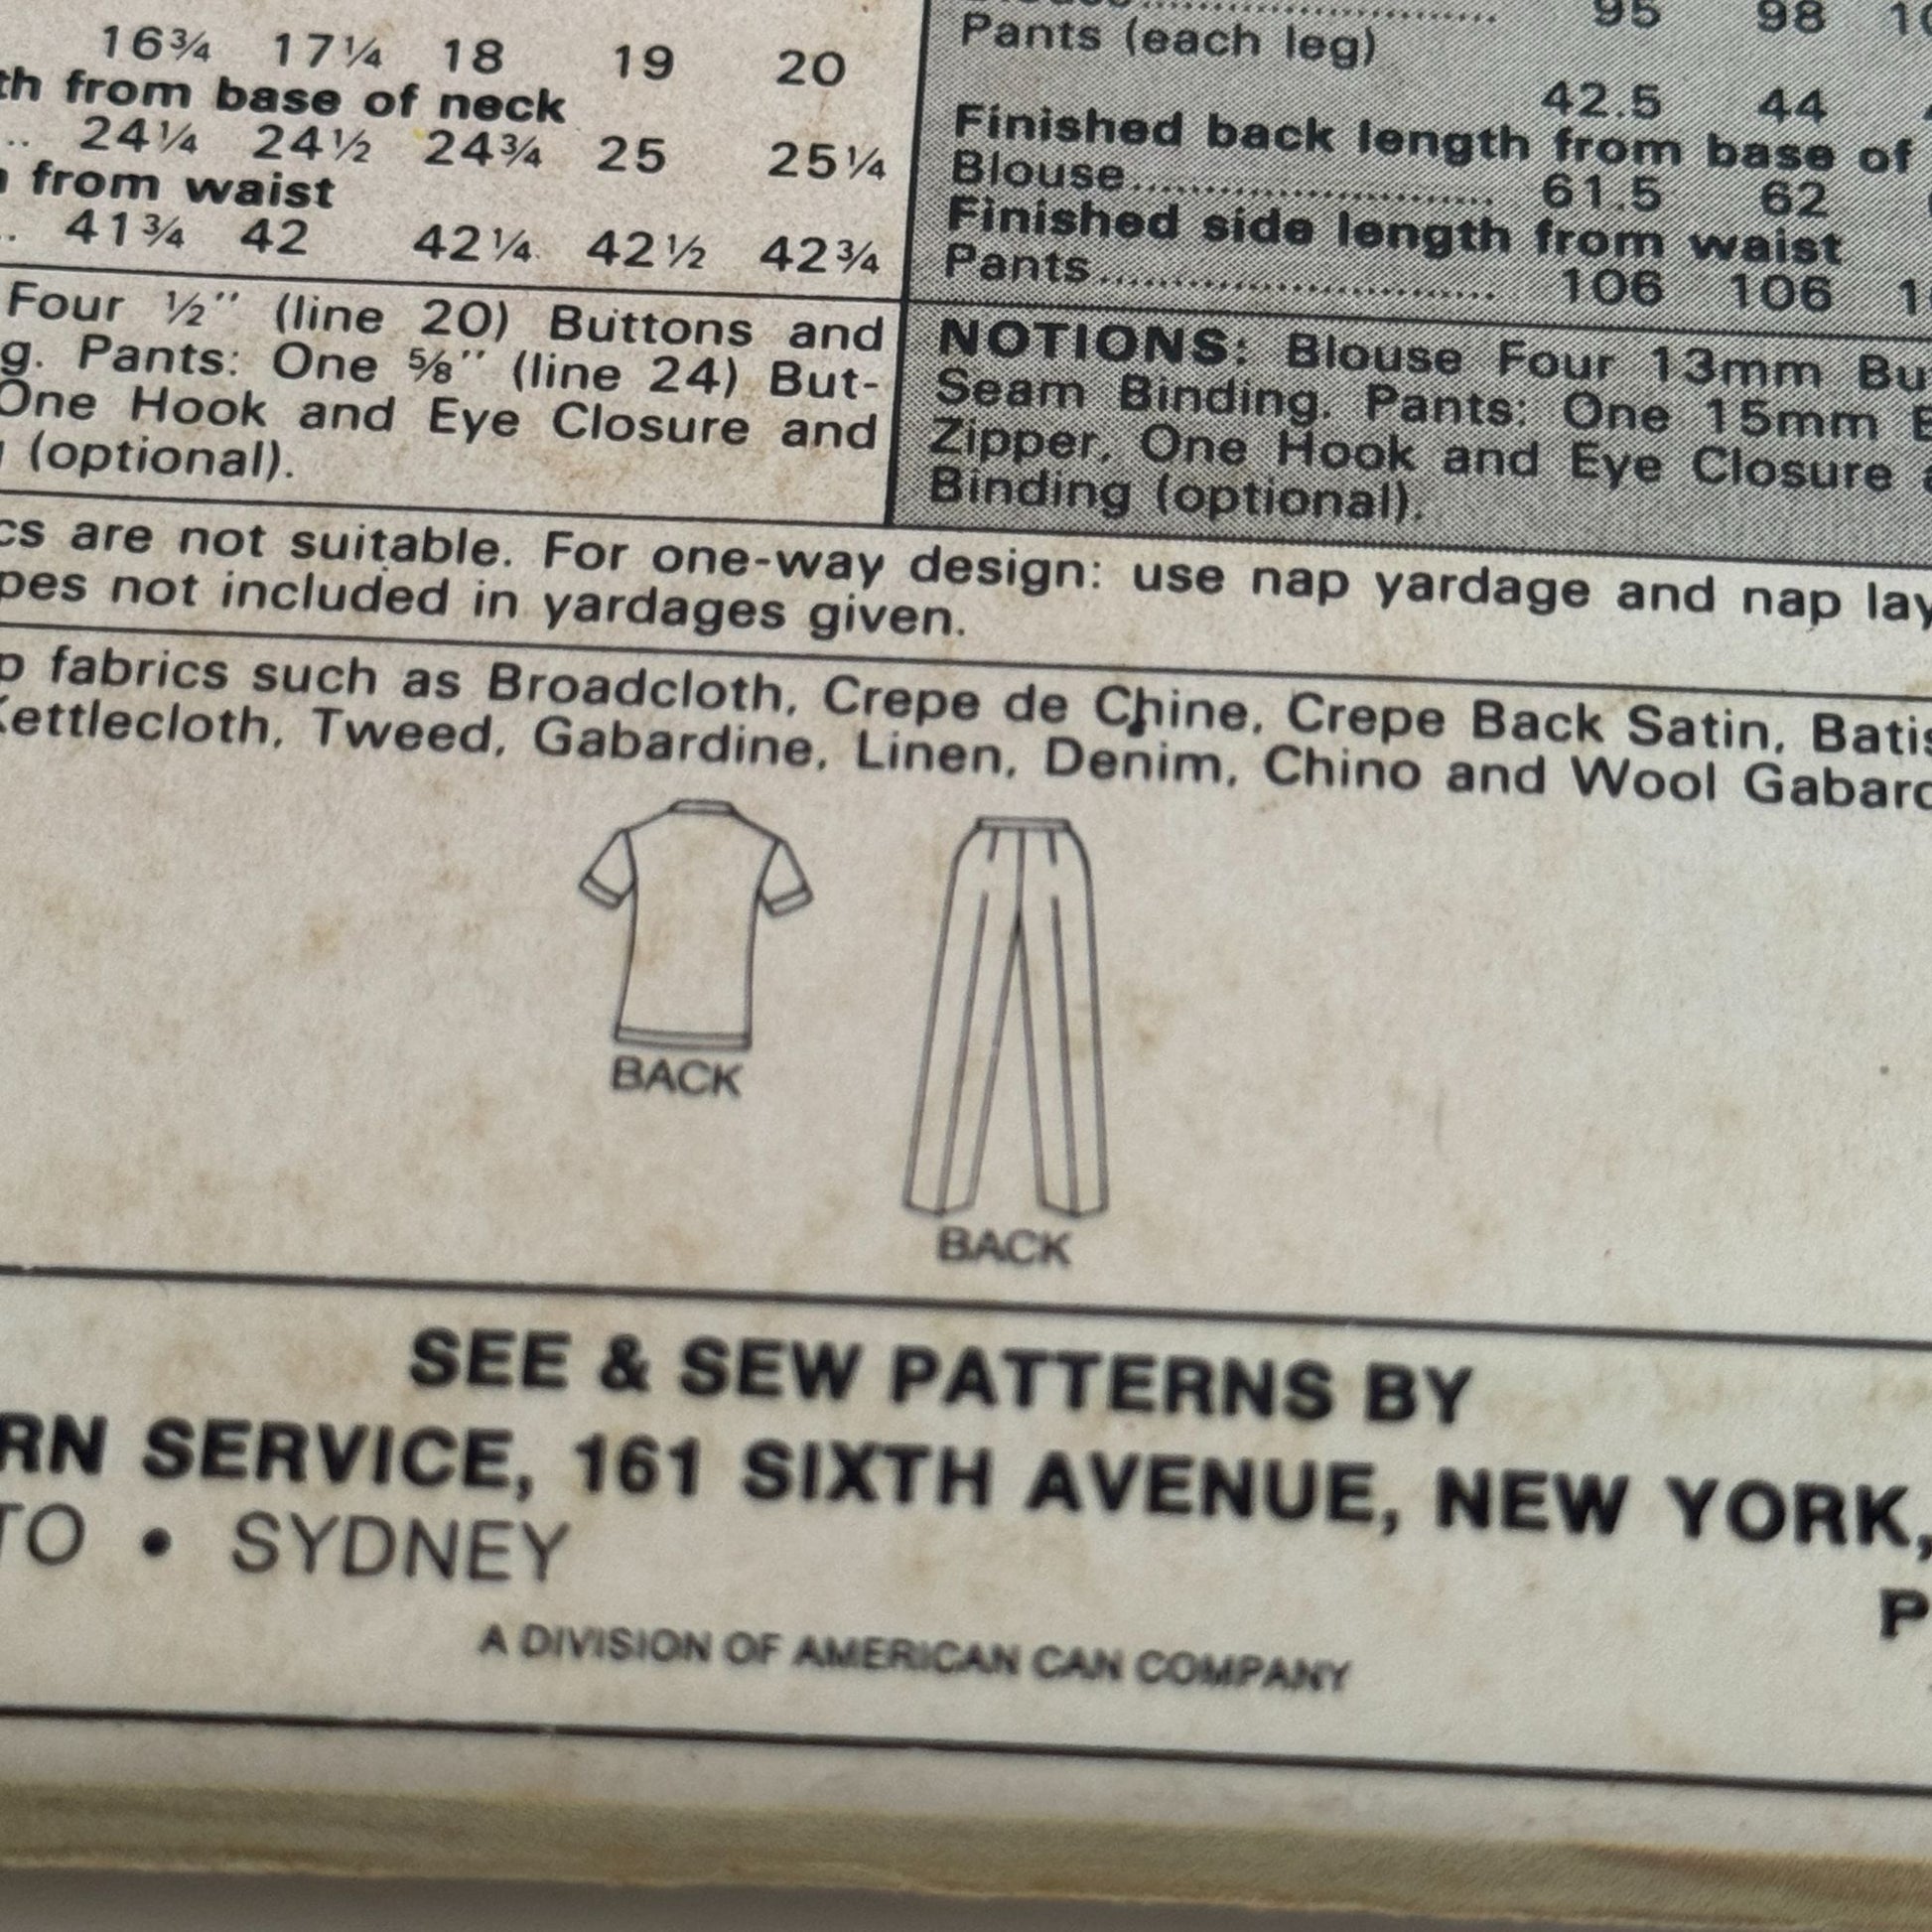 16¾ 17¼ 18 19 20
th from base of neck
.. 24¼ 24½ 24¾ 25 25¼
from waist
.. 41¾ 42 42¼ 42½ 42¾
Four ½" (line 20) Buttons and
g. Pants: One ⅝" (line 24) But-
One Hook and Eye Closure and
(optional).
95 98
Pants (each leg)
42.5 44
Finished back length from base of
Blouse.............................. 61.5 62
Finished side length from waist
Pants................................. 106 106 1
NOTIONS: Blouse Four 13mm Bu
Seam Binding. Pants: One 15mm
Zipper, One Hook and Eye Closure
Binding (optional).
cs are not suitable. For one-way design: use nap yardage and nap lay
pes not included in yardages given.
p fabrics such as Broadcloth, Crepe de Chine, Crepe Back Satin, Batis
Kettlecloth, Tweed, Gabardine, Linen, Denim, Chino and Wool Gabard
BACK
BACK
SEE & SEW PATTERNS BY
RN SERVICE, 161 SIXTH AVENUE, NEW YORK,
TO • SYDNEY
P
A DIVISION OF AMERICAN CAN COMPANY